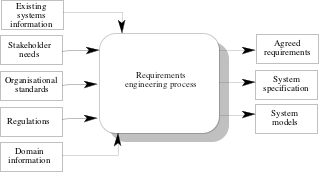 Existing
systems
information
Stakeholder
needs
Organisational
standards
Regulations
Domain
information
Requirements
engineering process
Agreed
requirements
System
specification
System
models